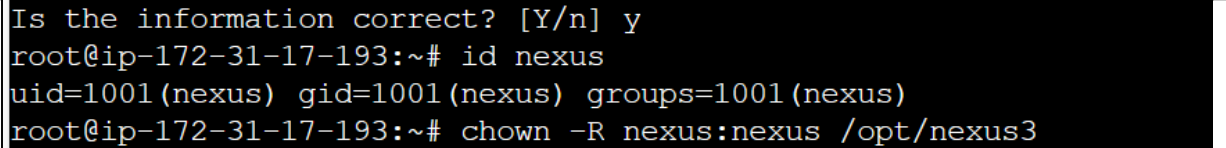 Is the information correct? [Y/n] y
root@ip-172-31-17-193:~# id nexus
uid=1001(nexus) gid=1001(nexus) groups=1001(nexus)
root@ip-172-31-17-193:~# chown -R nexus:nexus /opt/nexus3